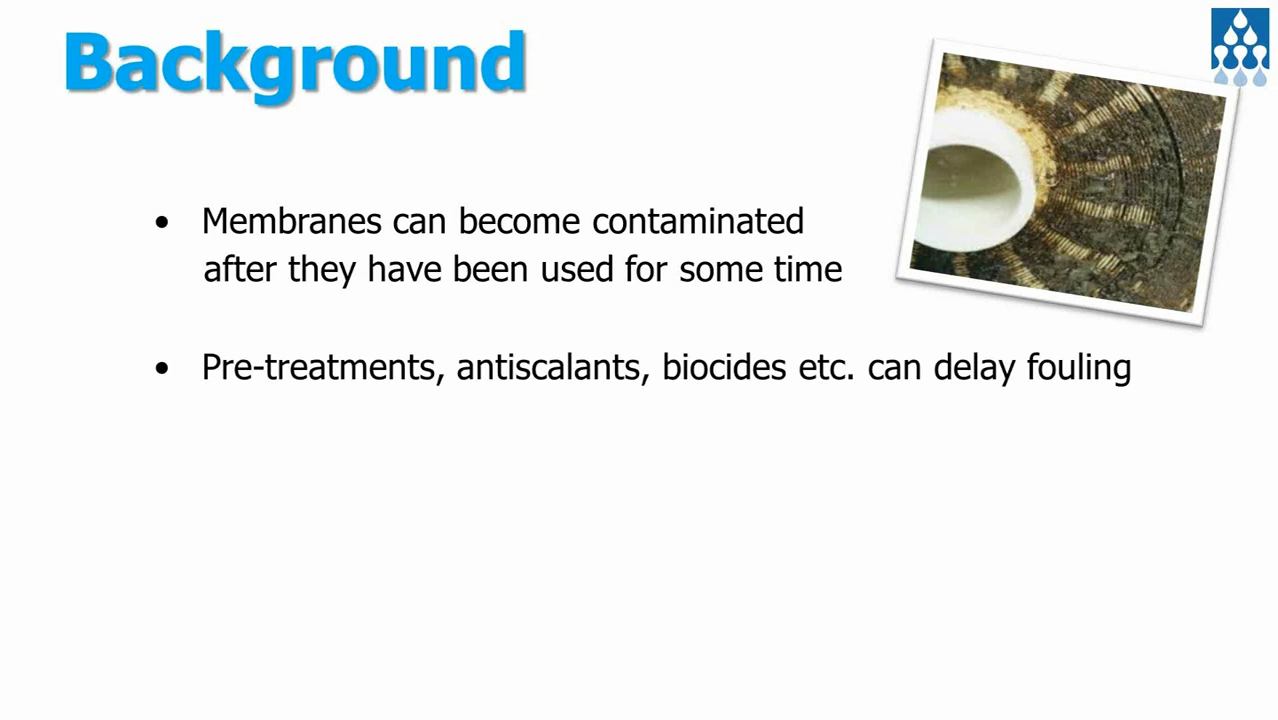 Background
• Membranes can become contaminated
after they have been used for some time
• Pre-treatments, antiscalants, biocides etc. can delay fouling